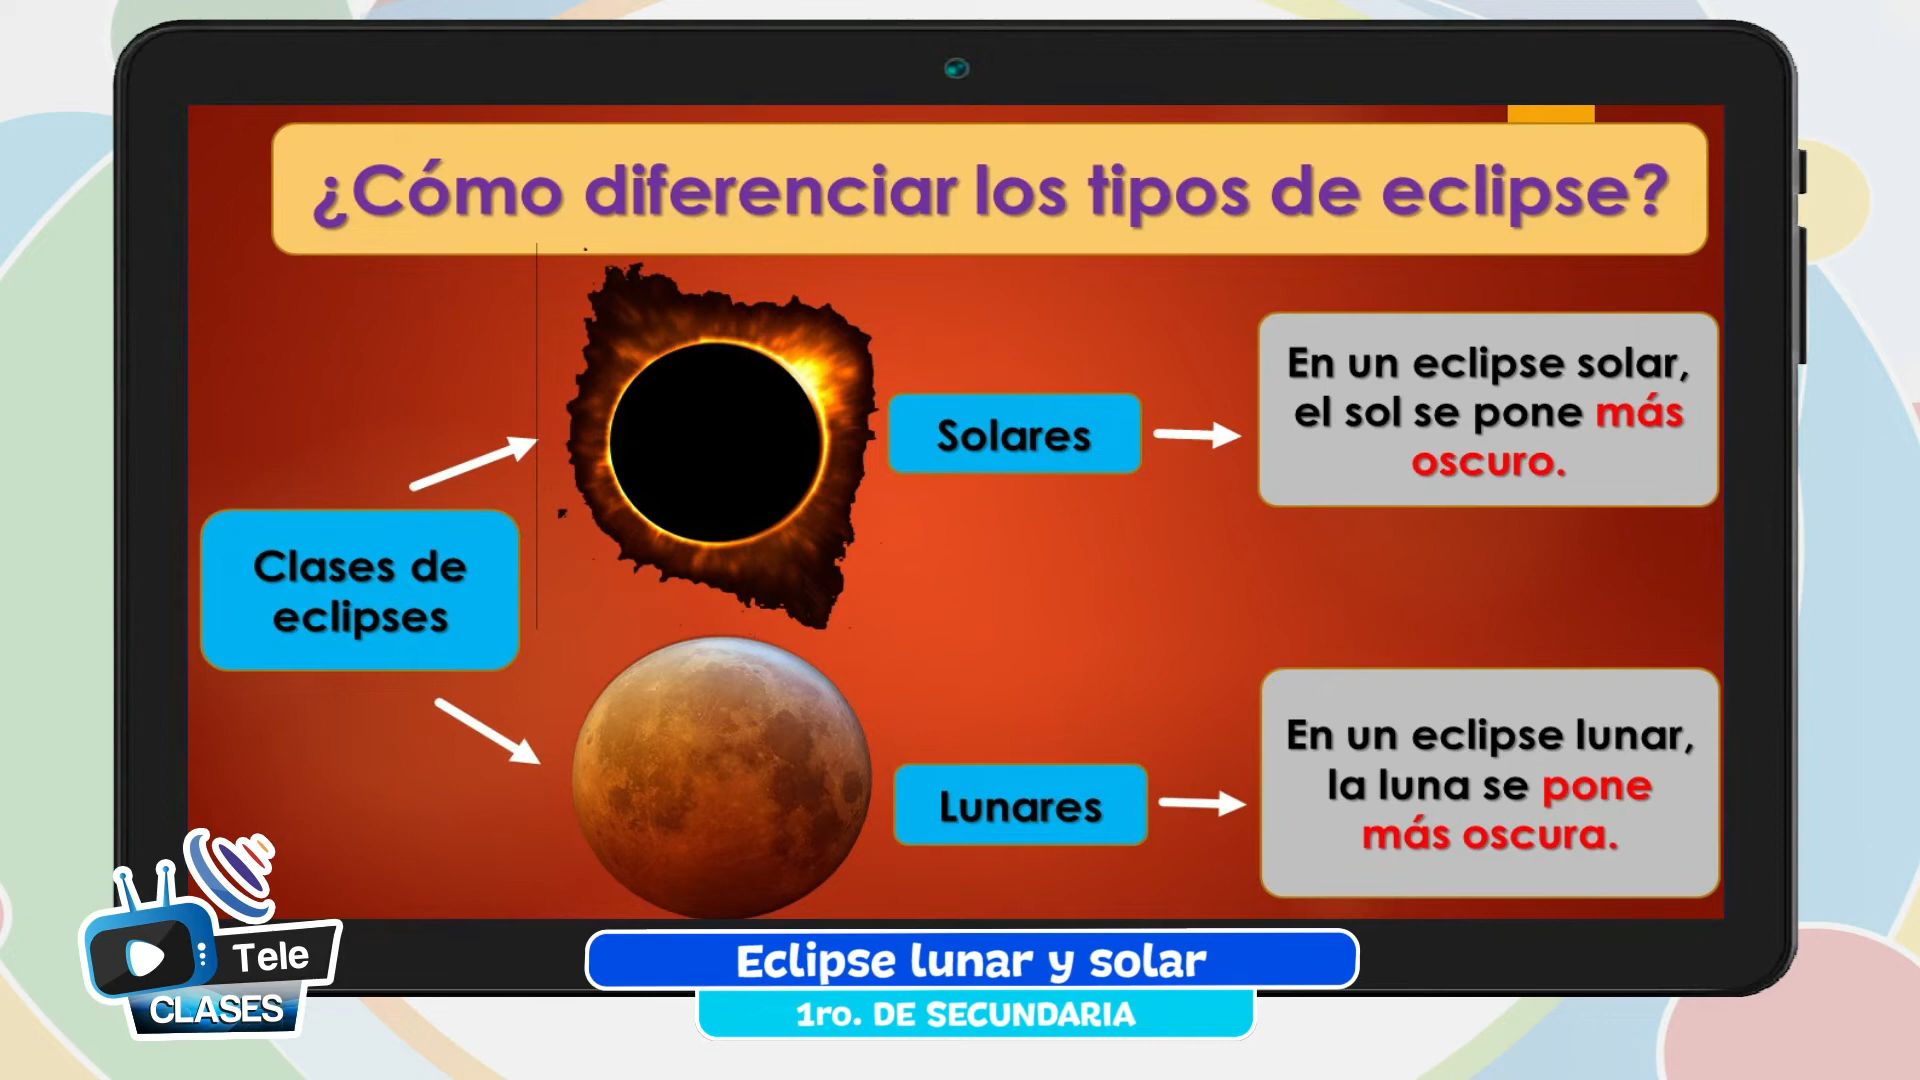 ¿Cómo diferenciar los tipos de eclipse?
En un eclipse solar,
el sol se pone más
oscuro.
Solares
Clases de
eclipses
En un eclipse lunar,
la luna se pone
más oscura.
Lunares
Tele
CLASES
Eclipse lunar y solar
1ro. DE SECUNDARIA